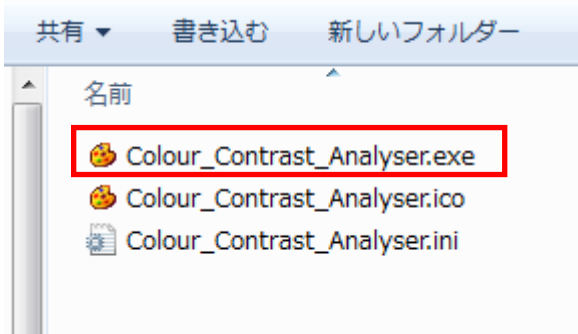 共有 ▼ 書き込む 新しいフォルダー
名前
Colour_Contrast_Analyser.exe
Colour_Contrast_Analyser.ico
Colour_Contrast_Analyser.ini